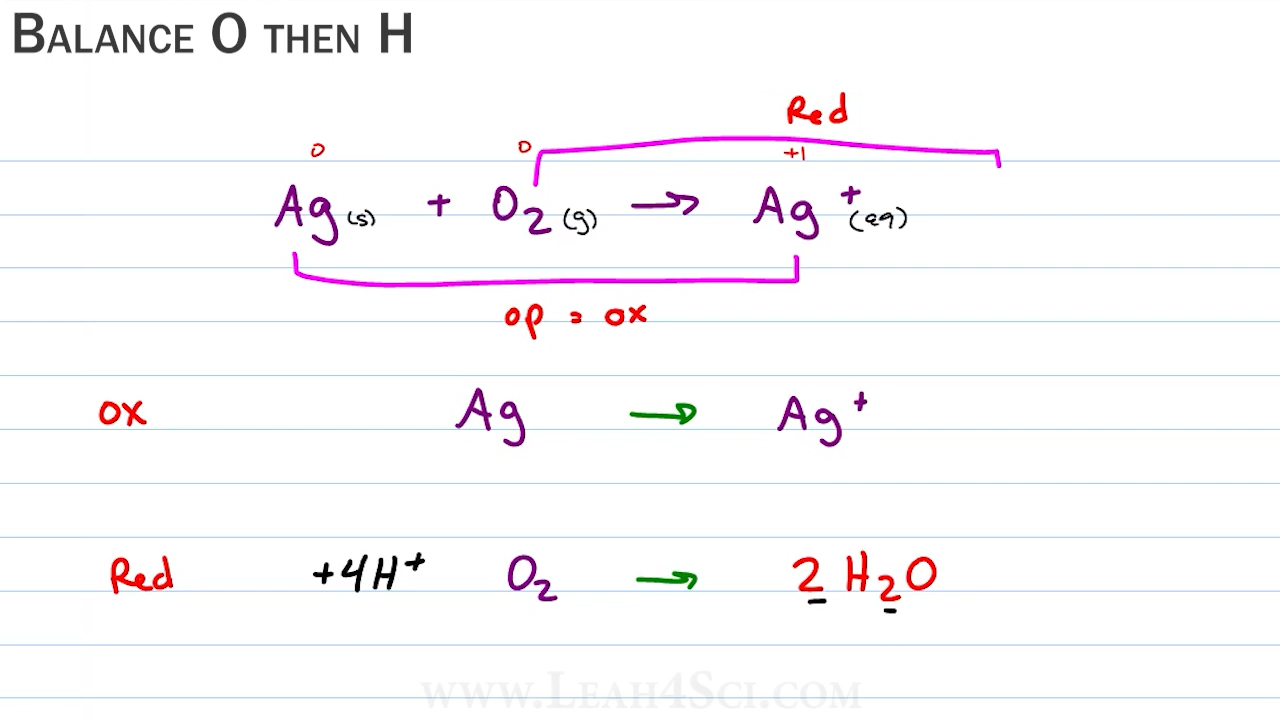 BALANCE O THEN H
Red
0 0 +1
Ag(s) + O₂(g) → Ag⁺(aq)
op = ox
ox Ag → Ag⁺
Red +4H⁺ O₂ → 2 H₂O
www.Leah4Sci.com